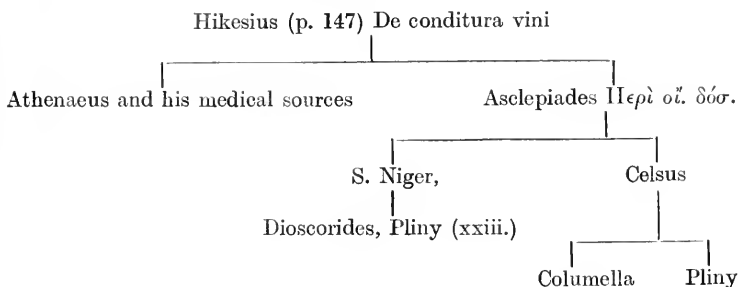 Hikesius (p. 147) De conditura vini
Athenaeus and his medical sources Asclepiades Περὶ οἴ. δόσ.
S. Niger, Celsus
Dioscorides, Pliny (xxiii.)
Columella Pliny